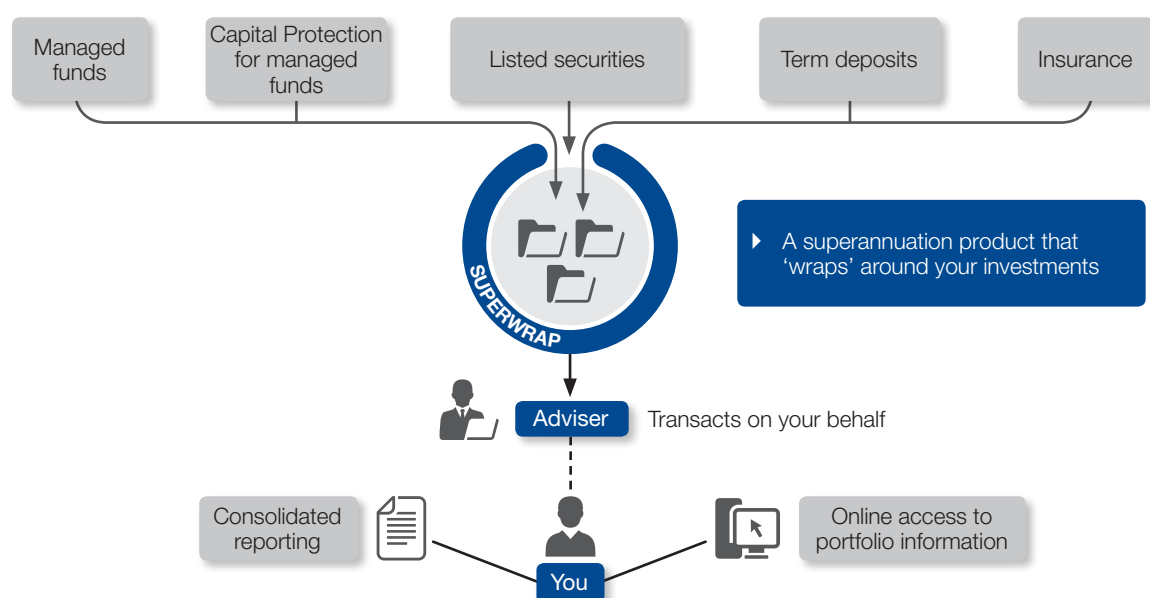 Managed
funds
Capital Protection
for managed
funds
Listed securities
Term deposits
Insurance
SUPERWRAP
A superannuation product that
‘wraps’ around your investments
Adviser
Transacts on your behalf
Consolidated
reporting
You
Online access to
portfolio information